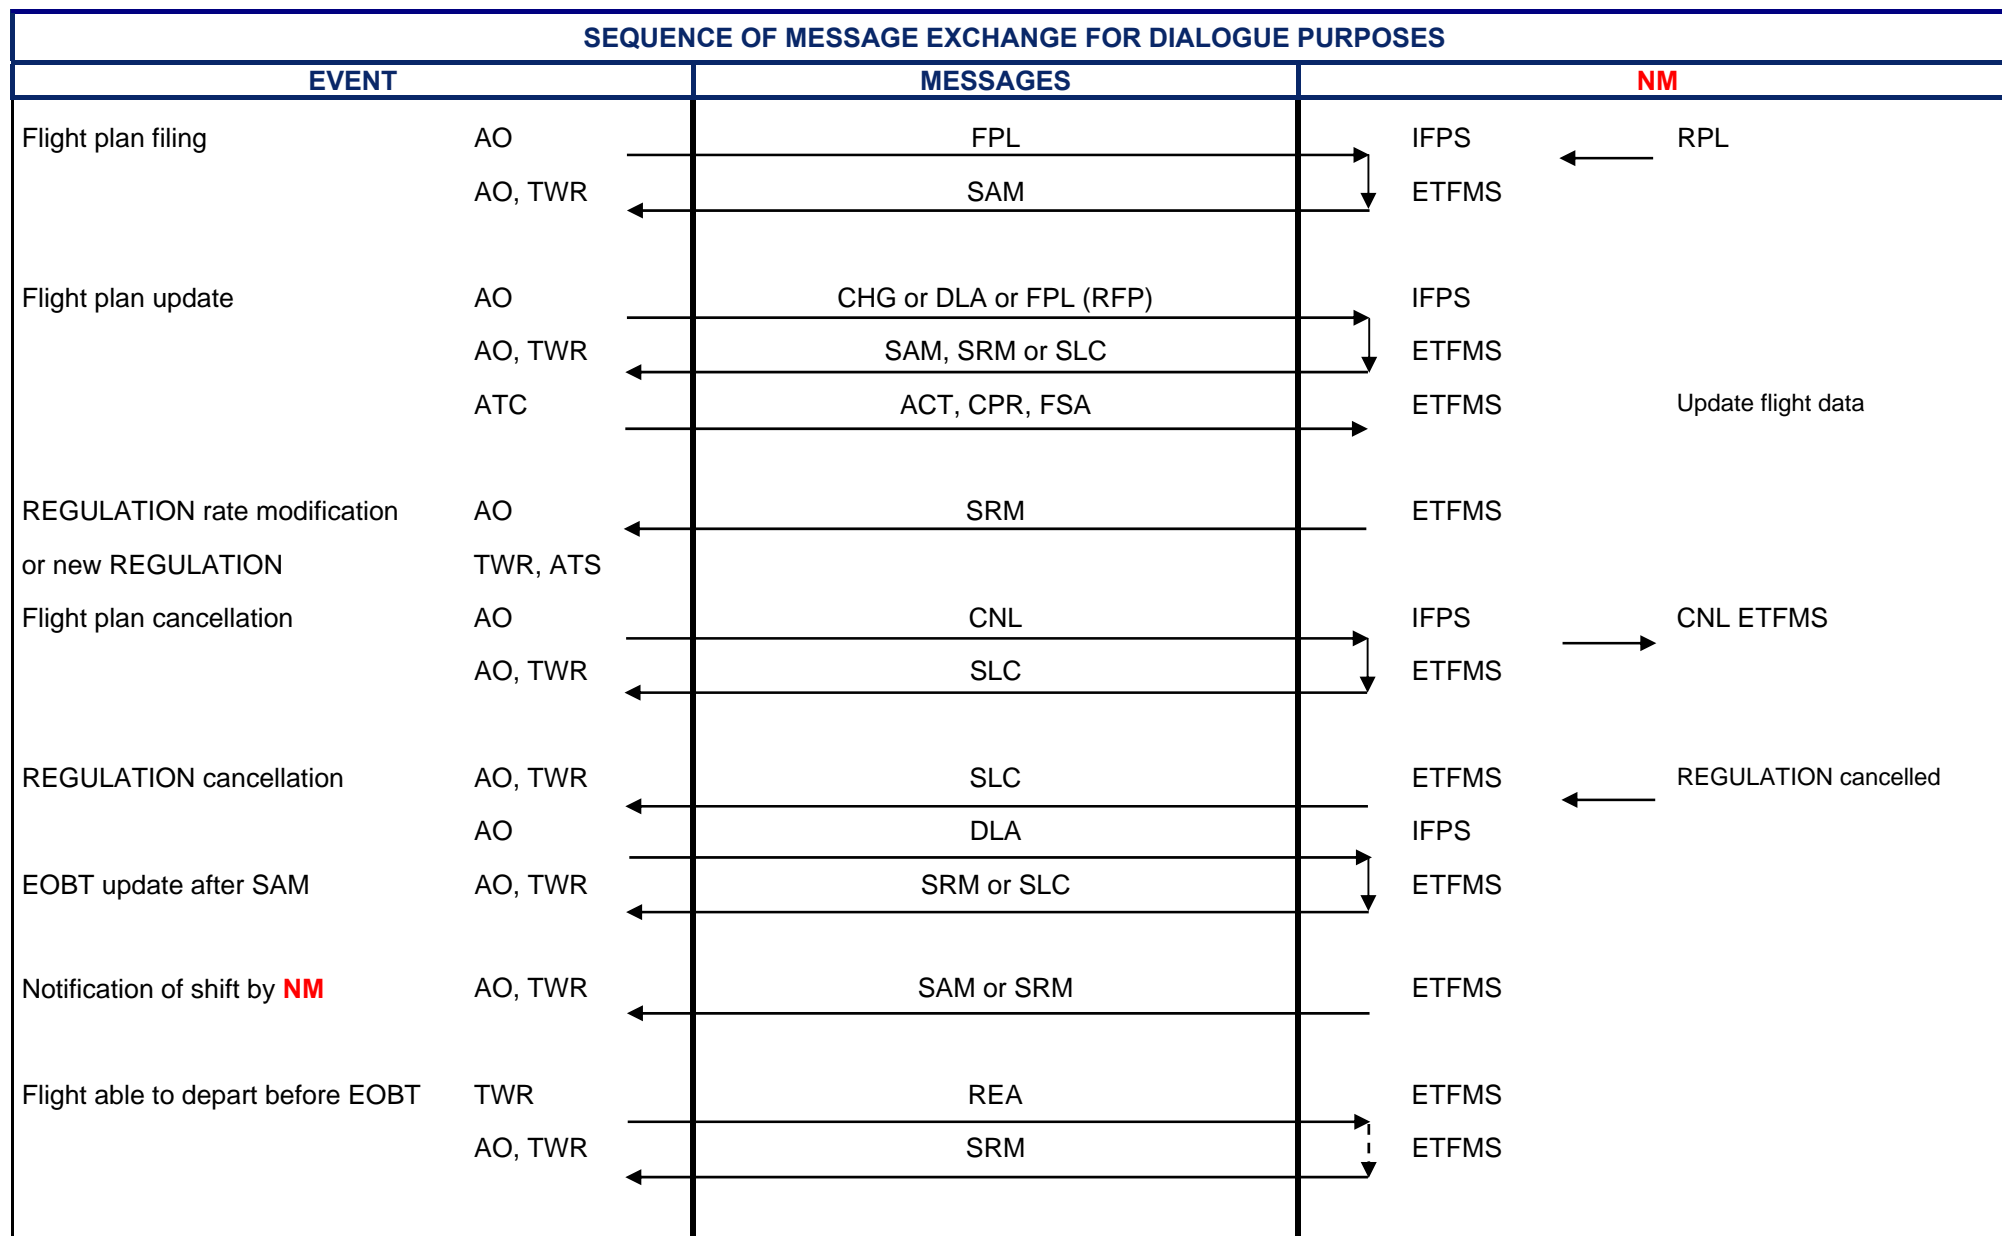 SEQUENCE OF MESSAGE EXCHANGE FOR DIALOGUE PURPOSES
EVENT MESSAGES NM
Flight plan filing AO FPL IFPS RPL
AO, TWR SAM ETFMS
Flight plan update AO CHG or DLA or FPL (RFP) IFPS
AO, TWR SAM, SRM or SLC ETFMS
ATC ACT, CPR, FSA ETFMS Update flight data
REGULATION rate modification AO SRM ETFMS
or new REGULATION TWR, ATS
Flight plan cancellation AO CNL IFPS CNL ETFMS
AO, TWR SLC ETFMS
REGULATION cancellation AO, TWR SLC ETFMS REGULATION cancelled
AO DLA IFPS
EOBT update after SAM AO, TWR SRM or SLC ETFMS
Notification of shift by NM AO, TWR SAM or SRM ETFMS
Flight able to depart before EOBT TWR REA ETFMS
AO, TWR SRM ETFMS